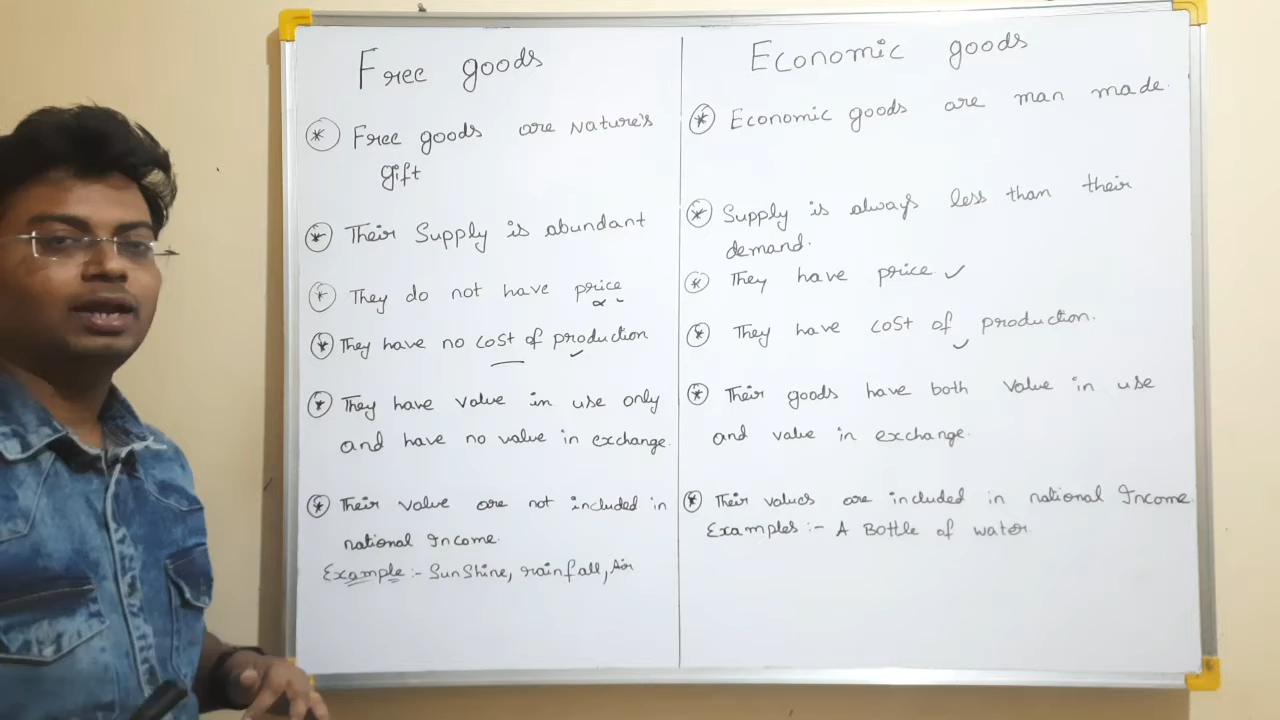 Free goods
* Free goods are Nature's
gift
* Their Supply is abundant
* They do not have price
* They have no cost of production
* They have value in use only
and have no value in exchange.
* Their value are not included in
national Income.
Example :- SunShine, rainfall, Air
Economic goods
* Economic goods are man made.
* Supply is always less than their
demand.
* They have price
* They have cost of production.
* Their goods have both value in use
and value in exchange.
* Their values are included in national Income.
Examples :- A Bottle of water.